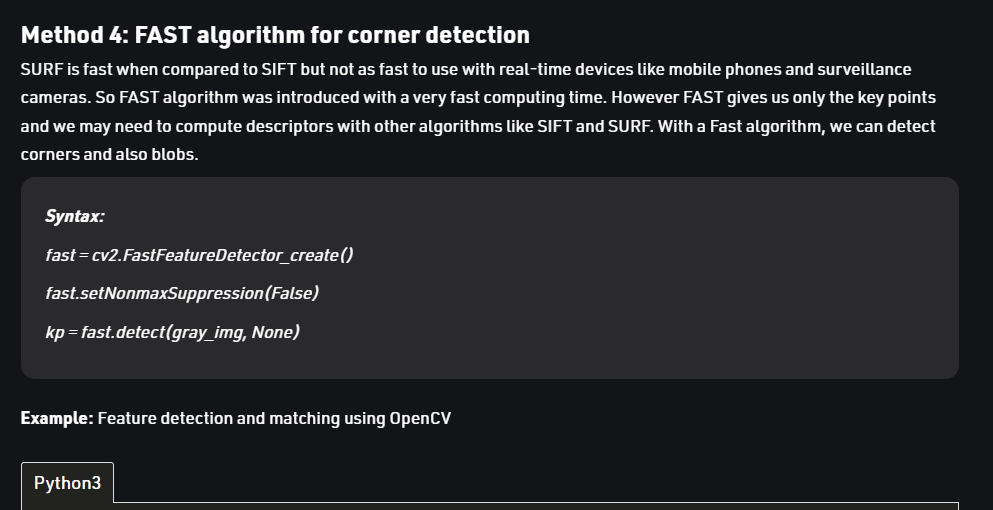 Method 4: FAST algorithm for corner detection
SURF is fast when compared to SIFT but not as fast to use with real-time devices like mobile phones and surveillance
cameras. So FAST algorithm was introduced with a very fast computing time. However FAST gives us only the key points
and we may need to compute descriptors with other algorithms like SIFT and SURF. With a Fast algorithm, we can detect
corners and also blobs.
Syntax:
fast = cv2.FastFeatureDetector_create()
fast.setNonmaxSuppression(False)
kp = fast.detect(gray_img, None)
Example: Feature detection and matching using OpenCV
Python3